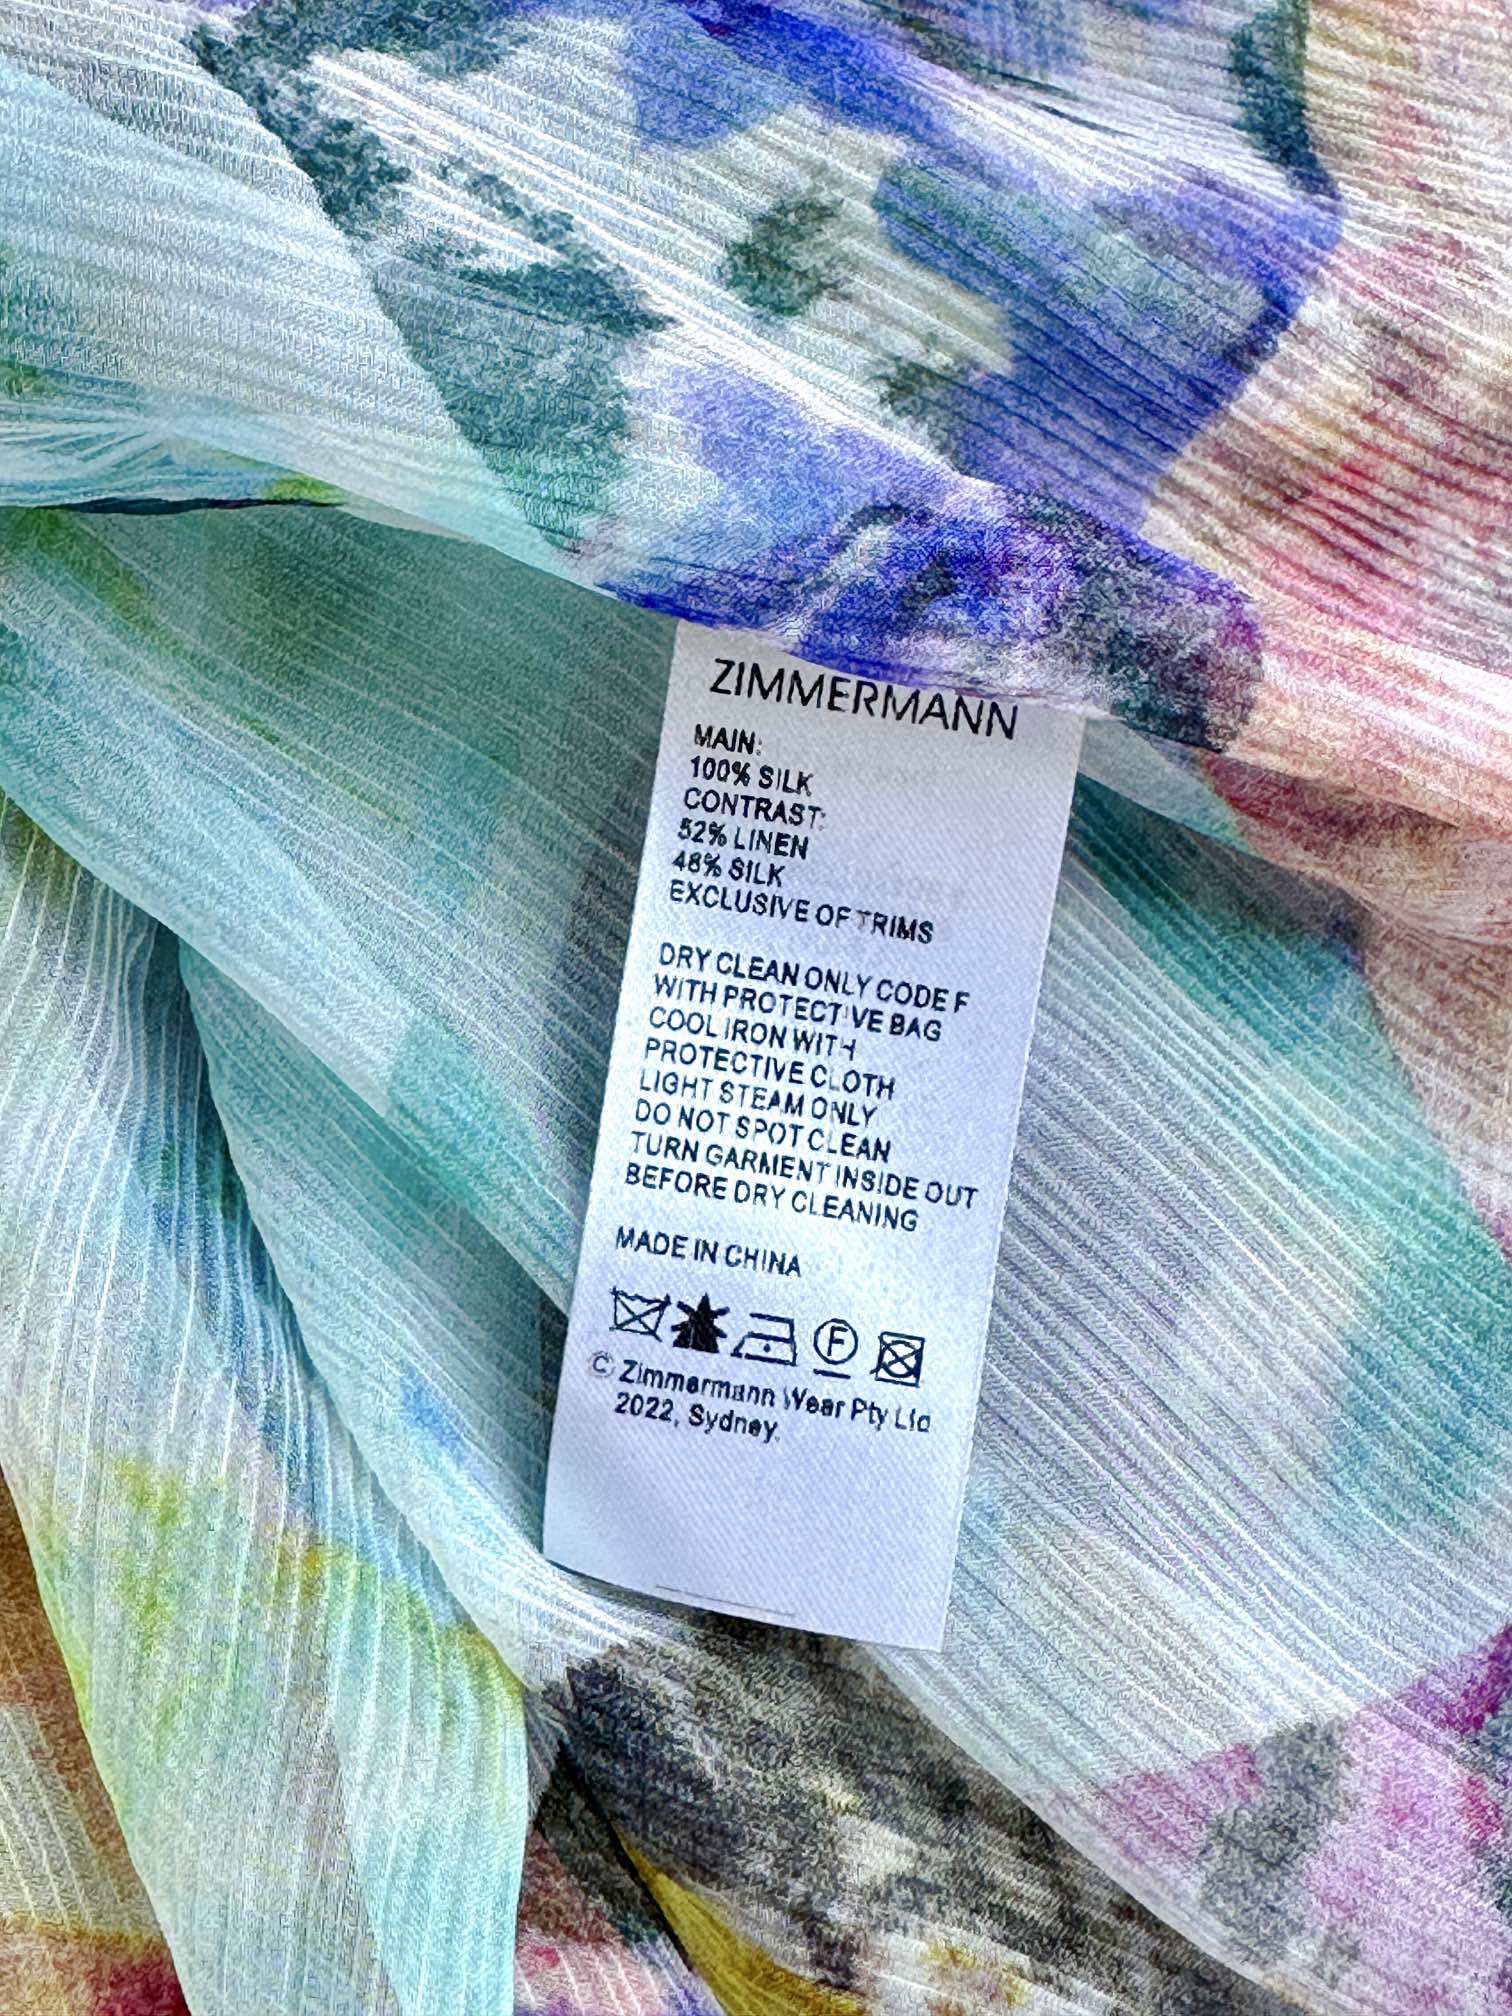 ZIMMERMANN
MAIN:
100% SILK
CONTRAST:
52% LINEN
48% SILK
EXCLUSIVE OF TRIMS
DRY CLEAN ONLY CODE F
WITH PROTECTIVE BAG
COOL IRON WITH
PROTECTIVE CLOTH
LIGHT STEAM ONLY
DO NOT SPOT CLEAN
TURN GARMENT INSIDE OUT
BEFORE DRY CLEANING
MADE IN CHINA
F
© Zimmermann Wear Pty Ltd
2022, Sydney.